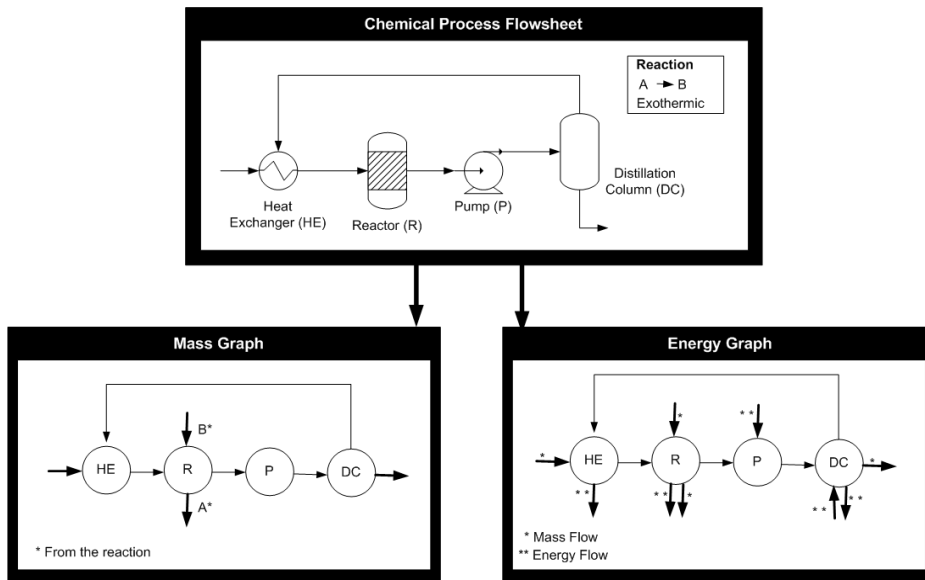 Chemical Process Flowsheet
Reaction
A B
Exothermic
Heat
Exchanger (HE)
Reactor (R)
Pump (P)
Distillation
Column (DC)
Mass Graph
B*
HE
R
P
DC
A*
* From the reaction
Energy Graph
*
* *
*
HE
R
P
DC
*
* *
* *
*
* *
* *
* Mass Flow
** Energy Flow